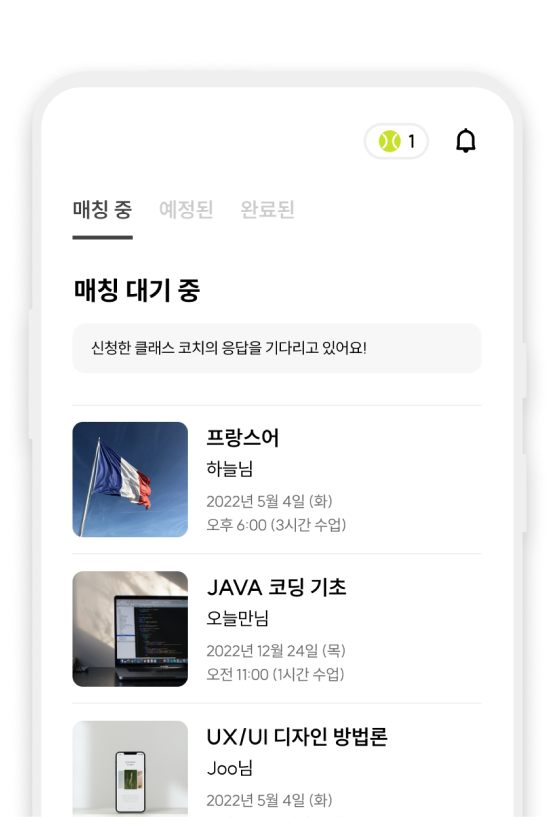 1
매칭 중 예정된 완료된
매칭 대기 중
신청한 클래스 코치의 응답을 기다리고 있어요!
프랑스어
하늘님
2022년 5월 4일 (화)
오후 6:00 (3시간 수업)
JAVA 코딩 기초
오늘만님
2022년 12월 24일 (목)
오전 11:00 (1시간 수업)
UX/UI 디자인 방법론
Joo님
2022년 5월 4일 (화)